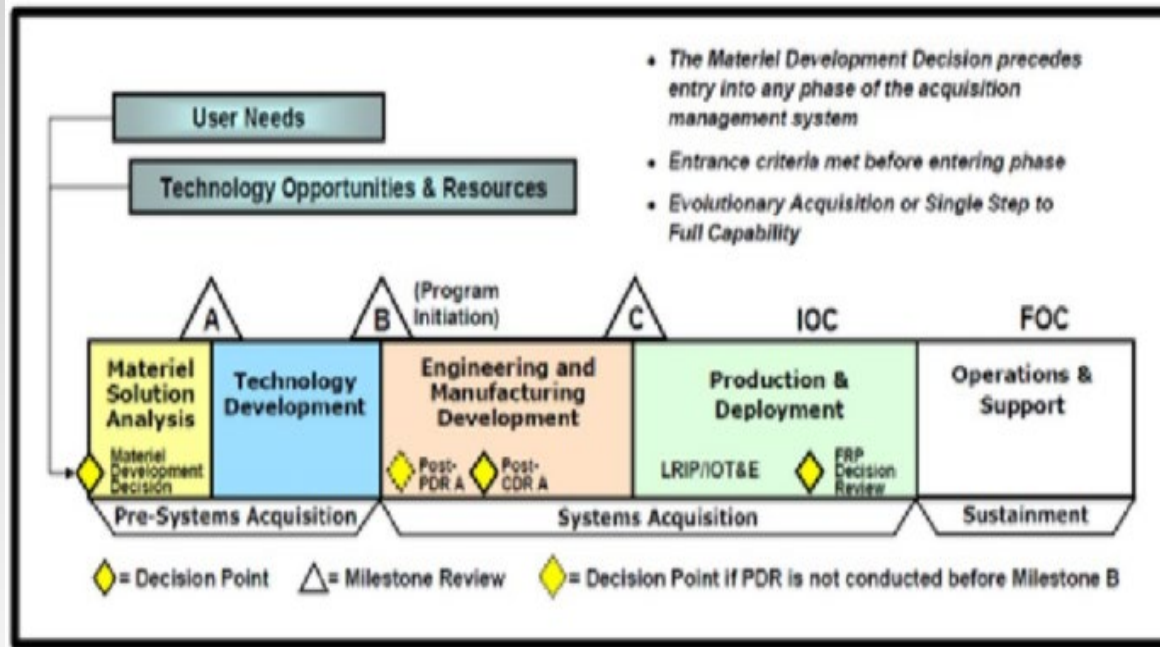 • The Materiel Development Decision precedes
entry into any phase of the acquisition
management system
• Entrance criteria met before entering phase
• Evolutionary Acquisition or Single Step to
Full Capability
User Needs
Technology Opportunities & Resources
A
B
(Program
Initiation)
C
IOC
FOC
Materiel
Solution
Analysis
Materiel
Development
Decision
Technology
Development
Engineering and
Manufacturing
Development
Post-
PDR A
Post-
CDR A
Production &
Deployment
LRIP/IOT&E
FRP
Decision
Review
Operations &
Support
Pre-Systems Acquisition
Systems Acquisition
Sustainment
= Decision Point
= Milestone Review
= Decision Point if PDR is not conducted before Milestone B